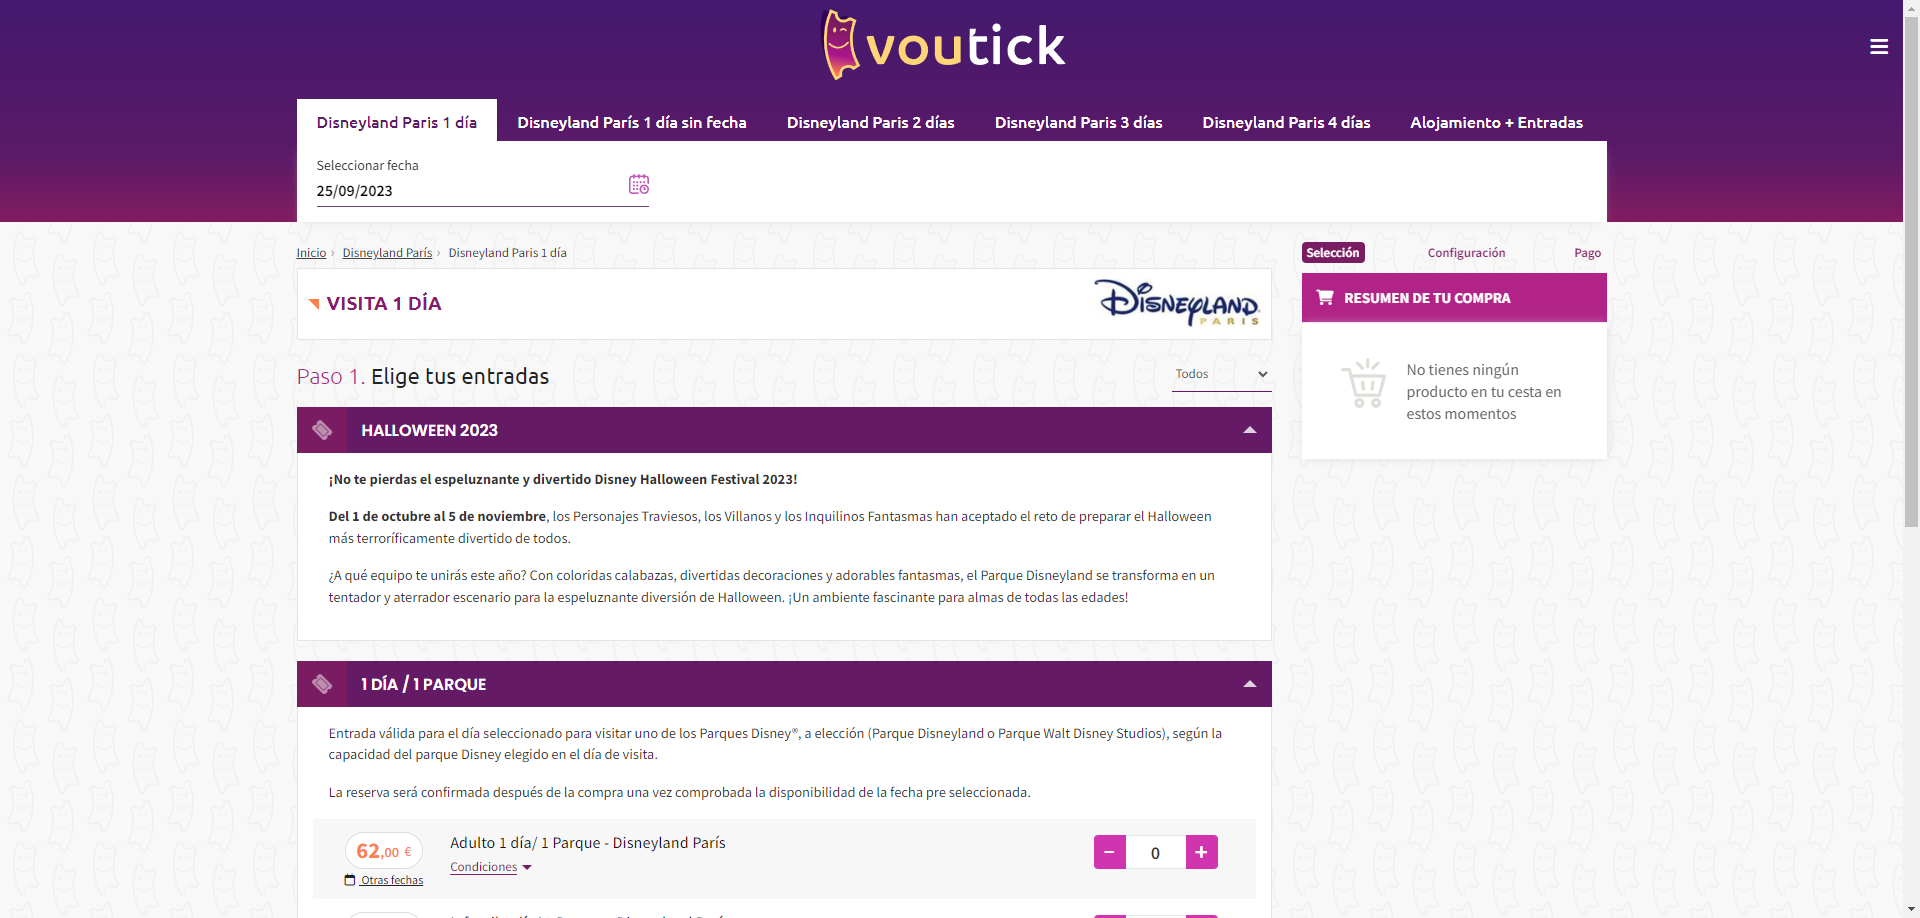 voutick
Disneyland Paris 1 día
Disneyland París 1 día sin fecha
Disneyland Paris 2 días
Disneyland Paris 3 días
Disneyland Paris 4 días
Alojamiento + Entradas
Seleccionar fecha
25/09/2023
Inicio › Disneyland París › Disneyland Paris 1 día
VISITA 1 DÍA
Disneyland
PARIS
Selección
Configuración
Pago
RESUMEN DE TU COMPRA
No tienes ningún
producto en tu cesta en
estos momentos
Paso 1. Elige tus entradas
Todos
HALLOWEEN 2023
¡No te pierdas el espeluznante y divertido Disney Halloween Festival 2023!
Del 1 de octubre al 5 de noviembre, los Personajes Traviesos, los Villanos y los Inquilinos Fantasmas han aceptado el reto de preparar el Halloween
más terroríficamente divertido de todos.
¿A qué equipo te unirás este año? Con coloridas calabazas, divertidas decoraciones y adorables fantasmas, el Parque Disneyland se transforma en un
tentador y aterrador escenario para la espeluznante diversión de Halloween. ¡Un ambiente fascinante para almas de todas las edades!
1 DÍA / 1 PARQUE
Entrada válida para el día seleccionado para visitar uno de los Parques Disney®, a elección (Parque Disneyland o Parque Walt Disney Studios), según la
capacidad del parque Disney elegido en el día de visita.
La reserva será confirmada después de la compra una vez comprobada la disponibilidad de la fecha pre seleccionada.
62,00 €
Otras fechas
Adulto 1 día/ 1 Parque - Disneyland París
Condiciones
− 0 +